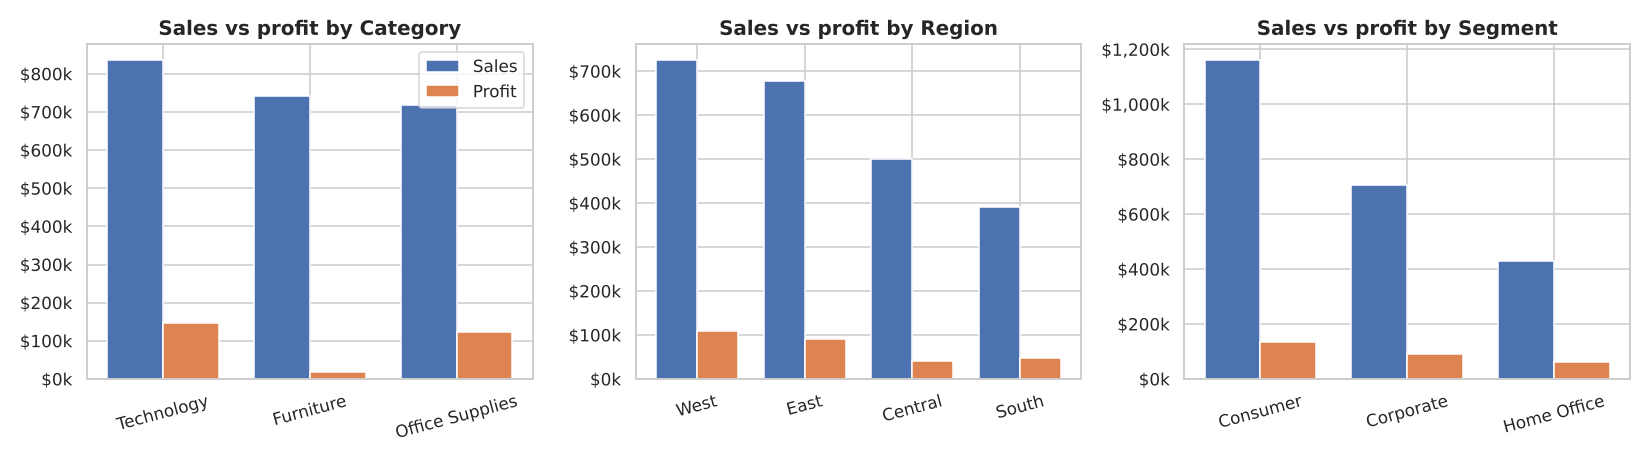 Sales vs profit by Category
Sales
Profit
$800k
$700k
$600k
$500k
$400k
$300k
$200k
$100k
$0k
Technology
Furniture
Office Supplies
Sales vs profit by Region
$700k
$600k
$500k
$400k
$300k
$200k
$100k
$0k
West
East
Central
South
Sales vs profit by Segment
$1,200k
$1,000k
$800k
$600k
$400k
$200k
$0k
Consumer
Corporate
Home Office